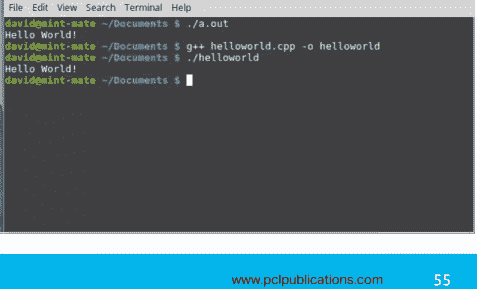 File Edit View Search Terminal Help
david@mint-mate ~/Documents $ ./a.out
Hello World!
david@mint-mate ~/Documents $ g++ helloworld.cpp -o helloworld
david@mint-mate ~/Documents $ ./helloworld
Hello World!
david@mint-mate ~/Documents $
www.pclpublications.com 55